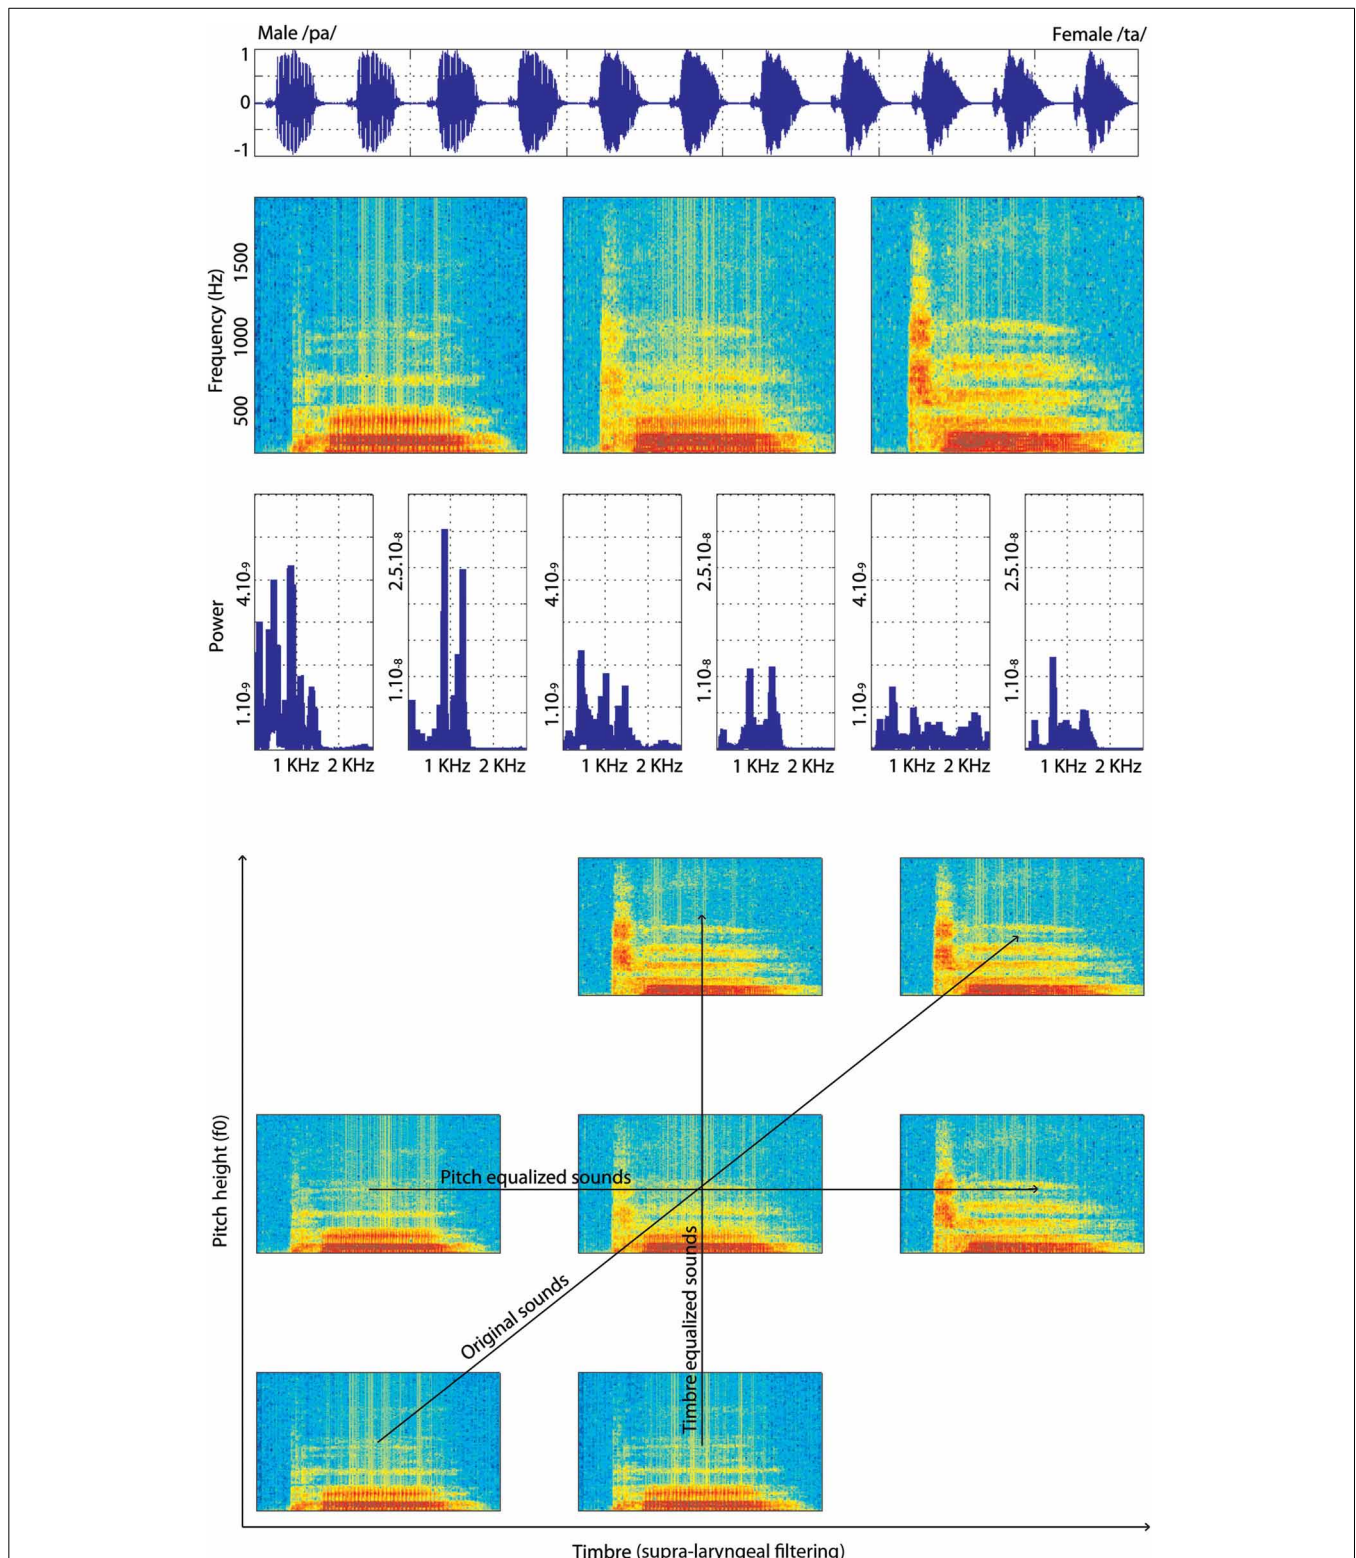 Male /pa/ Female /ta/
1
0
-1
Frequency (Hz)
1500
1000
500
Power
4.10-9
1.10-9
2.5.10-8
1.10-8
4.10-9
1.10-9
2.5.10-8
1.10-8
4.10-9
1.10-9
2.5.10-8
1.10-8
1 KHz 2 KHz 1 KHz 2 KHz 1 KHz 2 KHz 1 KHz 2 KHz 1 KHz 2 KHz 1 KHz 2 KHz
Pitch height (f0)
Pitch equalized sounds
Original sounds
Timbre equalized sounds
Timbre (supra-laryngeal filtering)